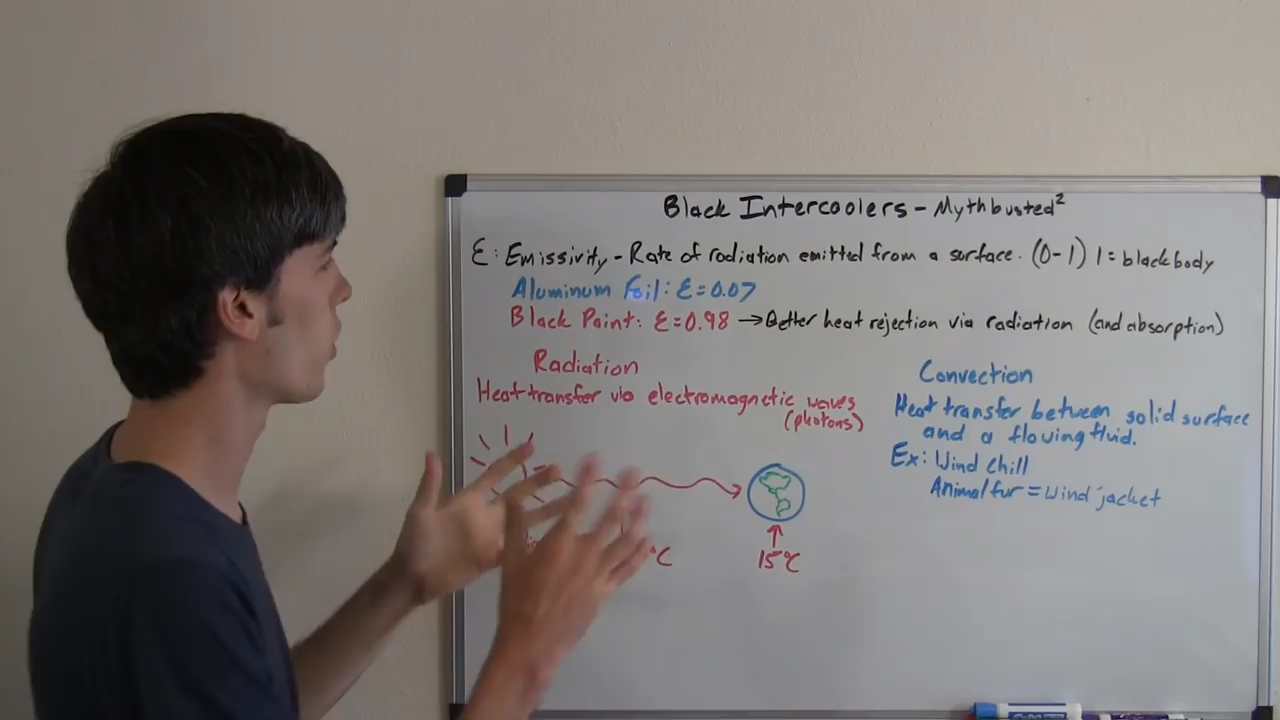 Black Intercoolers - Mythbusted²
ε: Emissivity - Rate of radiation emitted from a surface. (0-1) 1 = blackbody
Aluminum Foil: ε=0.07
Black Paint: ε=0.98 →Better heat rejection via radiation (and absorption)
Radiation
Heat transfer via electromagnetic waves
(photons)
°C
15°C
Convection
Heat transfer between solid surface
and a flowing fluid.
Ex: Wind chill
Animal fur = Wind jacket